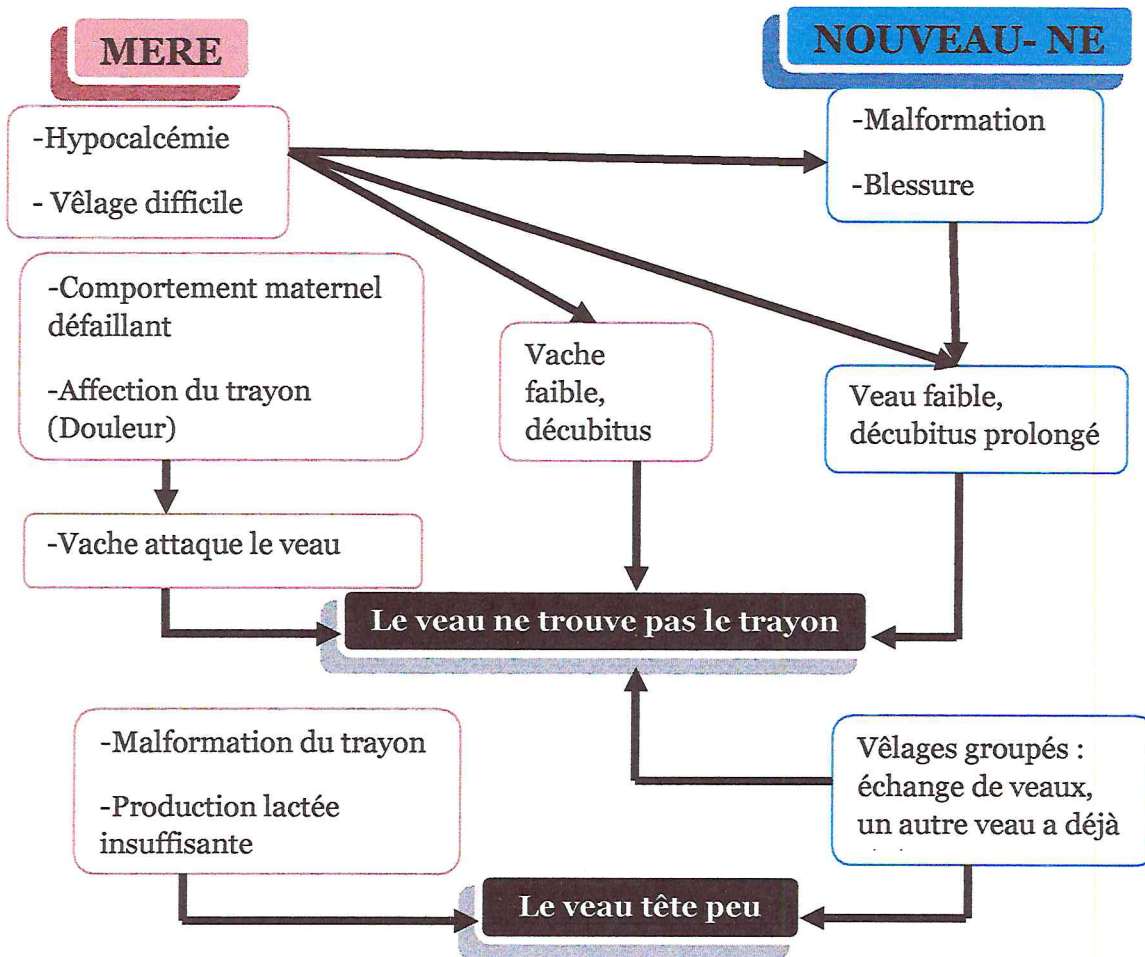 MERE
NOUVEAU- NE
-Hypocalcémie
- Vêlage difficile
-Malformation
-Blessure
-Comportement maternel
défaillant
-Affection du trayon
(Douleur)
Vache
faible,
décubitus
Veau faible,
décubitus prolongé
-Vache attaque le veau
Le veau ne trouve pas le trayon
-Malformation du trayon
-Production lactée
insuffisante
Vêlages groupés :
échange de veaux,
un autre veau a déjà
Le veau tête peu